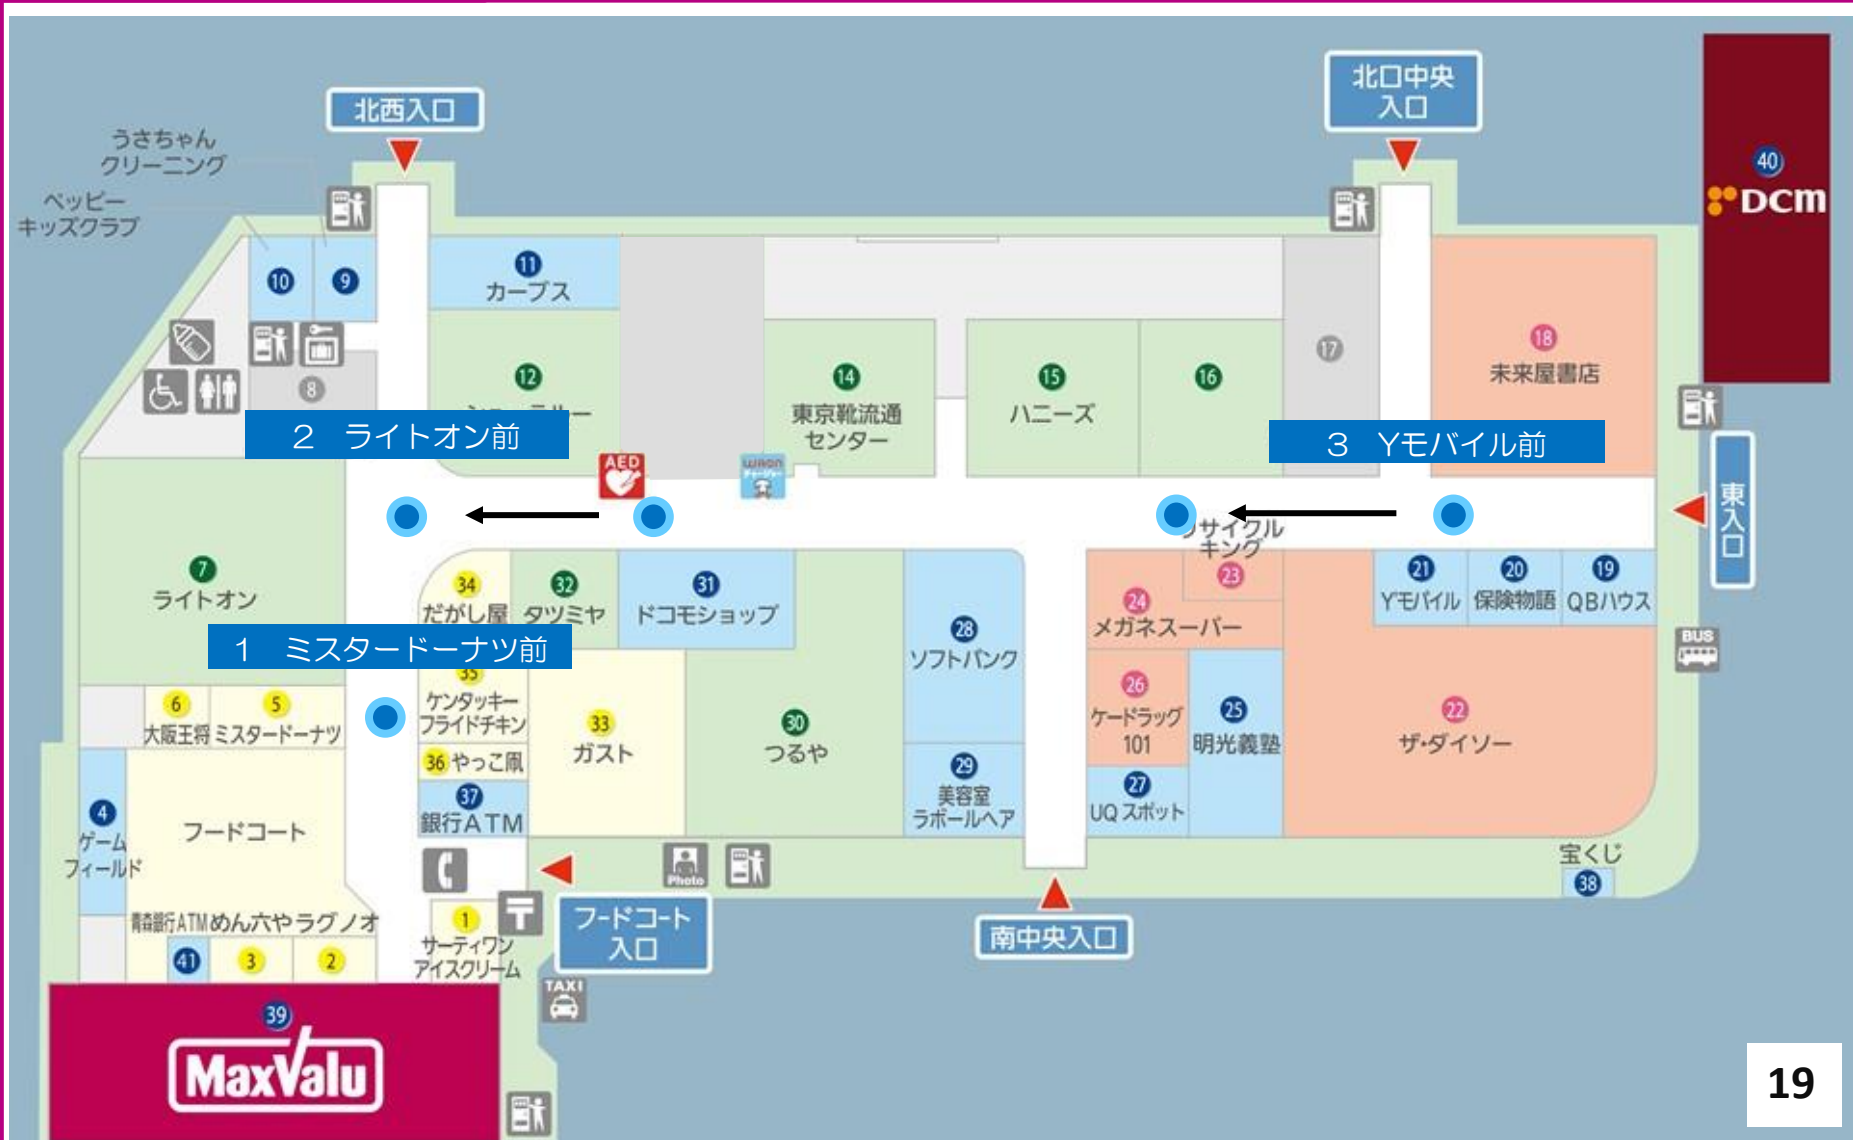 北西入口
北口中央
入口
うさちゃん
クリーニング
ペッピー
キッズクラブ
40
DCM
10
9
11
カーブス
8
12
14
東京靴流通
センター
15
ハニーズ
16
17
18
未来屋書店
2 ライトオン前
3 Yモバイル前
AED
WAON
東入口
7
ライトオン
34
だがし屋
32
タツミヤ
31
ドコモショップ
リサイクル
キング
23
24
メガネスーパー
21
Y'モバイル
20
保険物語
19
QBハウス
1 ミスタードーナツ前
28
ソフトバンク
BUS
6
大阪王将
5
ミスタードーナツ
35
ケンタッキー
フライドチキン
33
ガスト
30
つるや
26
ケードラッグ
101
25
明光義塾
22
ザ・ダイソー
36 やっこ凧
37
銀行ATM
29
美容室
ラポールヘア
27
UQ スポット
4
ゲーム
フィールド
フードコート
Photo
宝くじ
38
青森銀行ATM
めん六や
ラグノオ
41
3
2
1
サーティワン
アイスクリーム
〒
フードコート
入口
南中央入口
TAXI
39
MaxValu
19